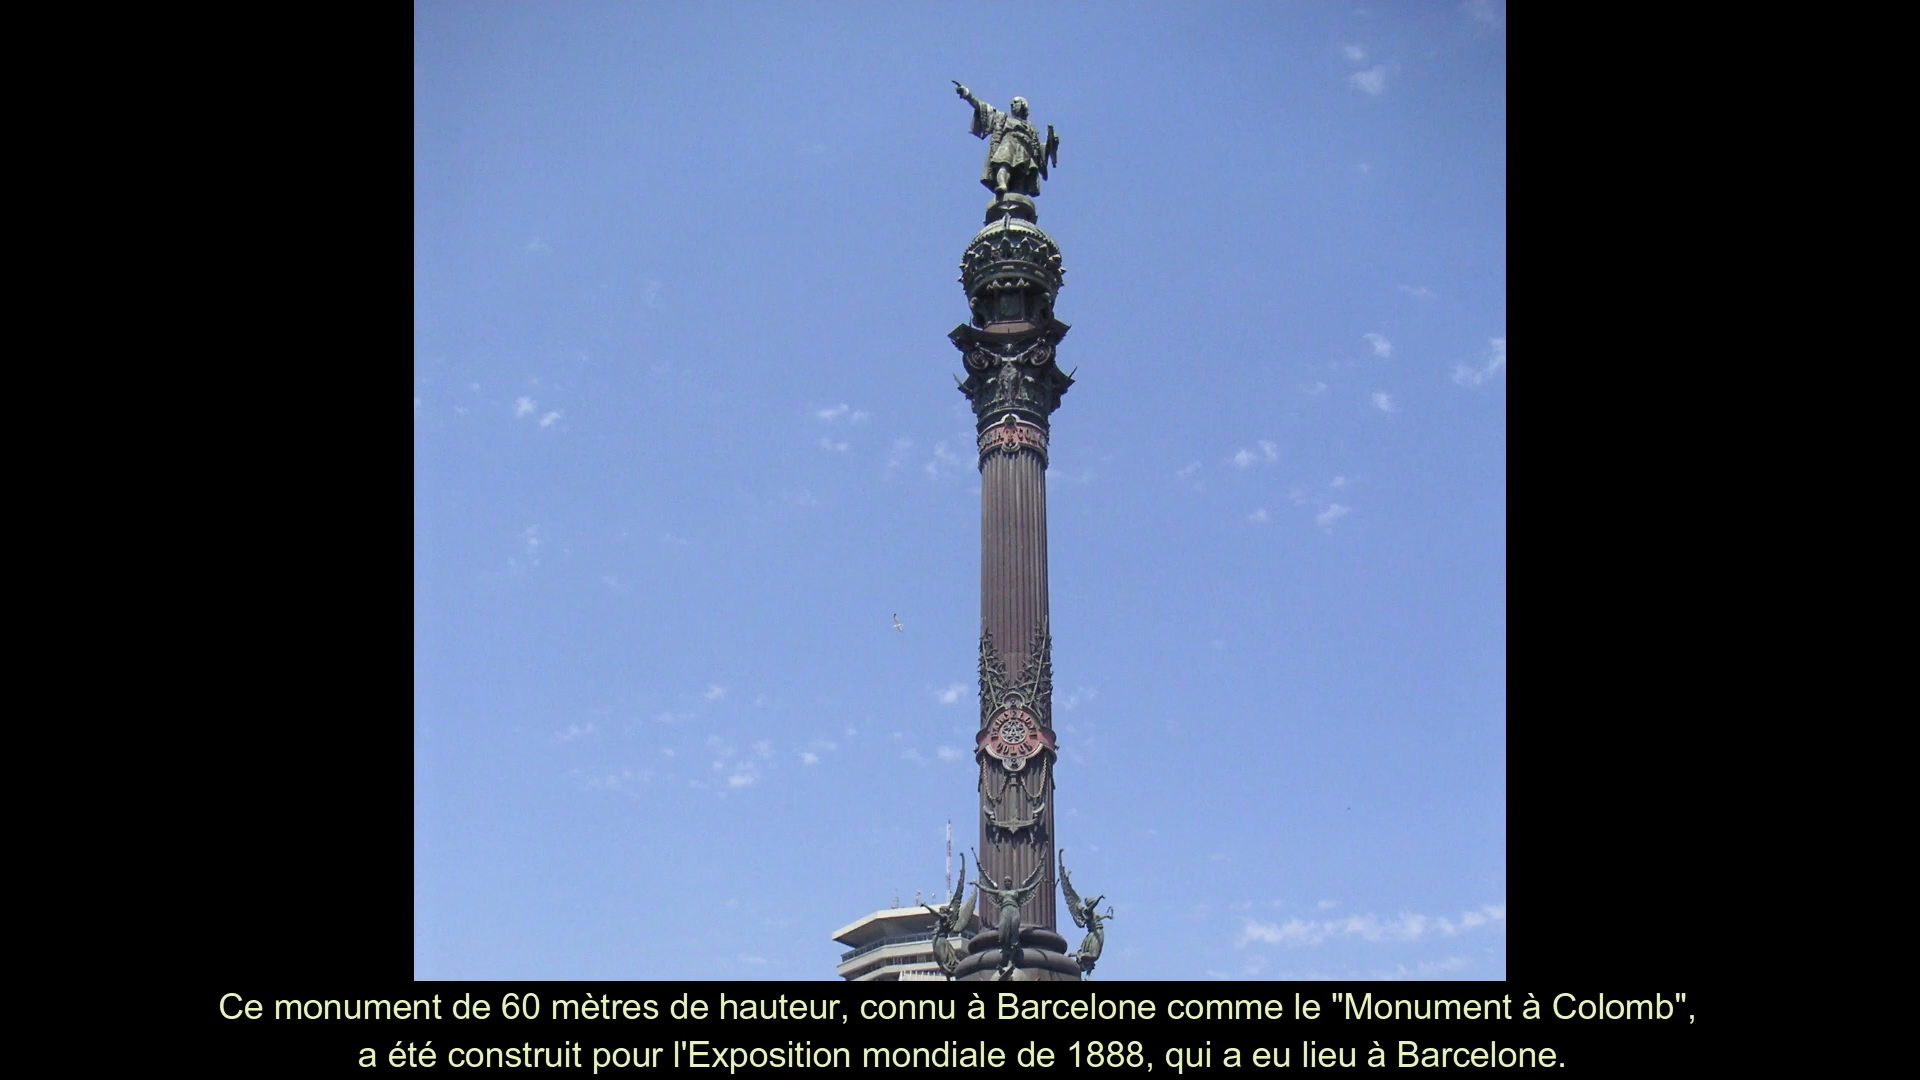 Ce monument de 60 mètres de hauteur, connu à Barcelone comme le "Monument à Colomb",
a été construit pour l'Exposition mondiale de 1888, qui a eu lieu à Barcelone.